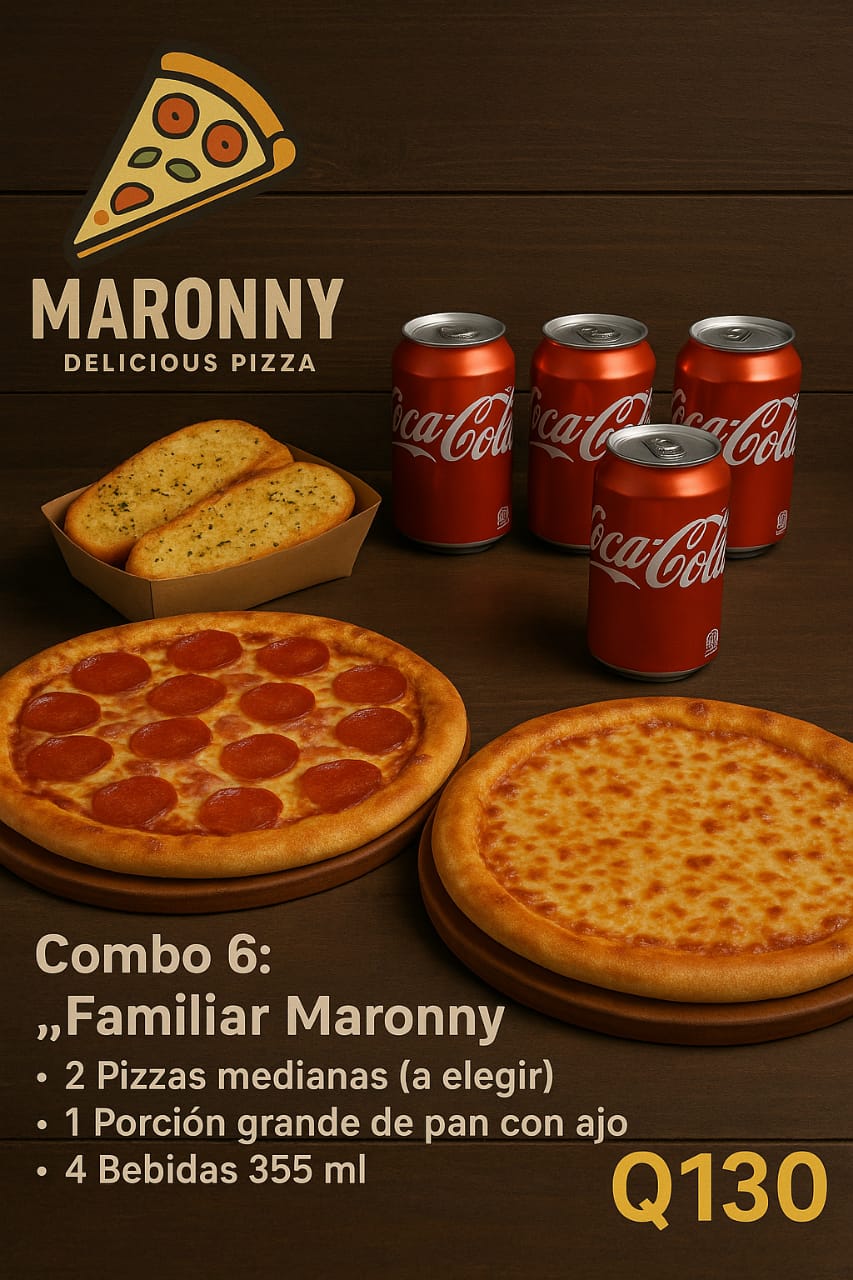 MARONNY
DELICIOUS PIZZA
Coca-Cola
Coca-Cola
Coca-Cola
Coca-Cola
Combo 6:
„Familiar Maronny
• 2 Pizzas medianas (a elegir)
• 1 Porción grande de pan con ajo
• 4 Bebidas 355 ml
Q130